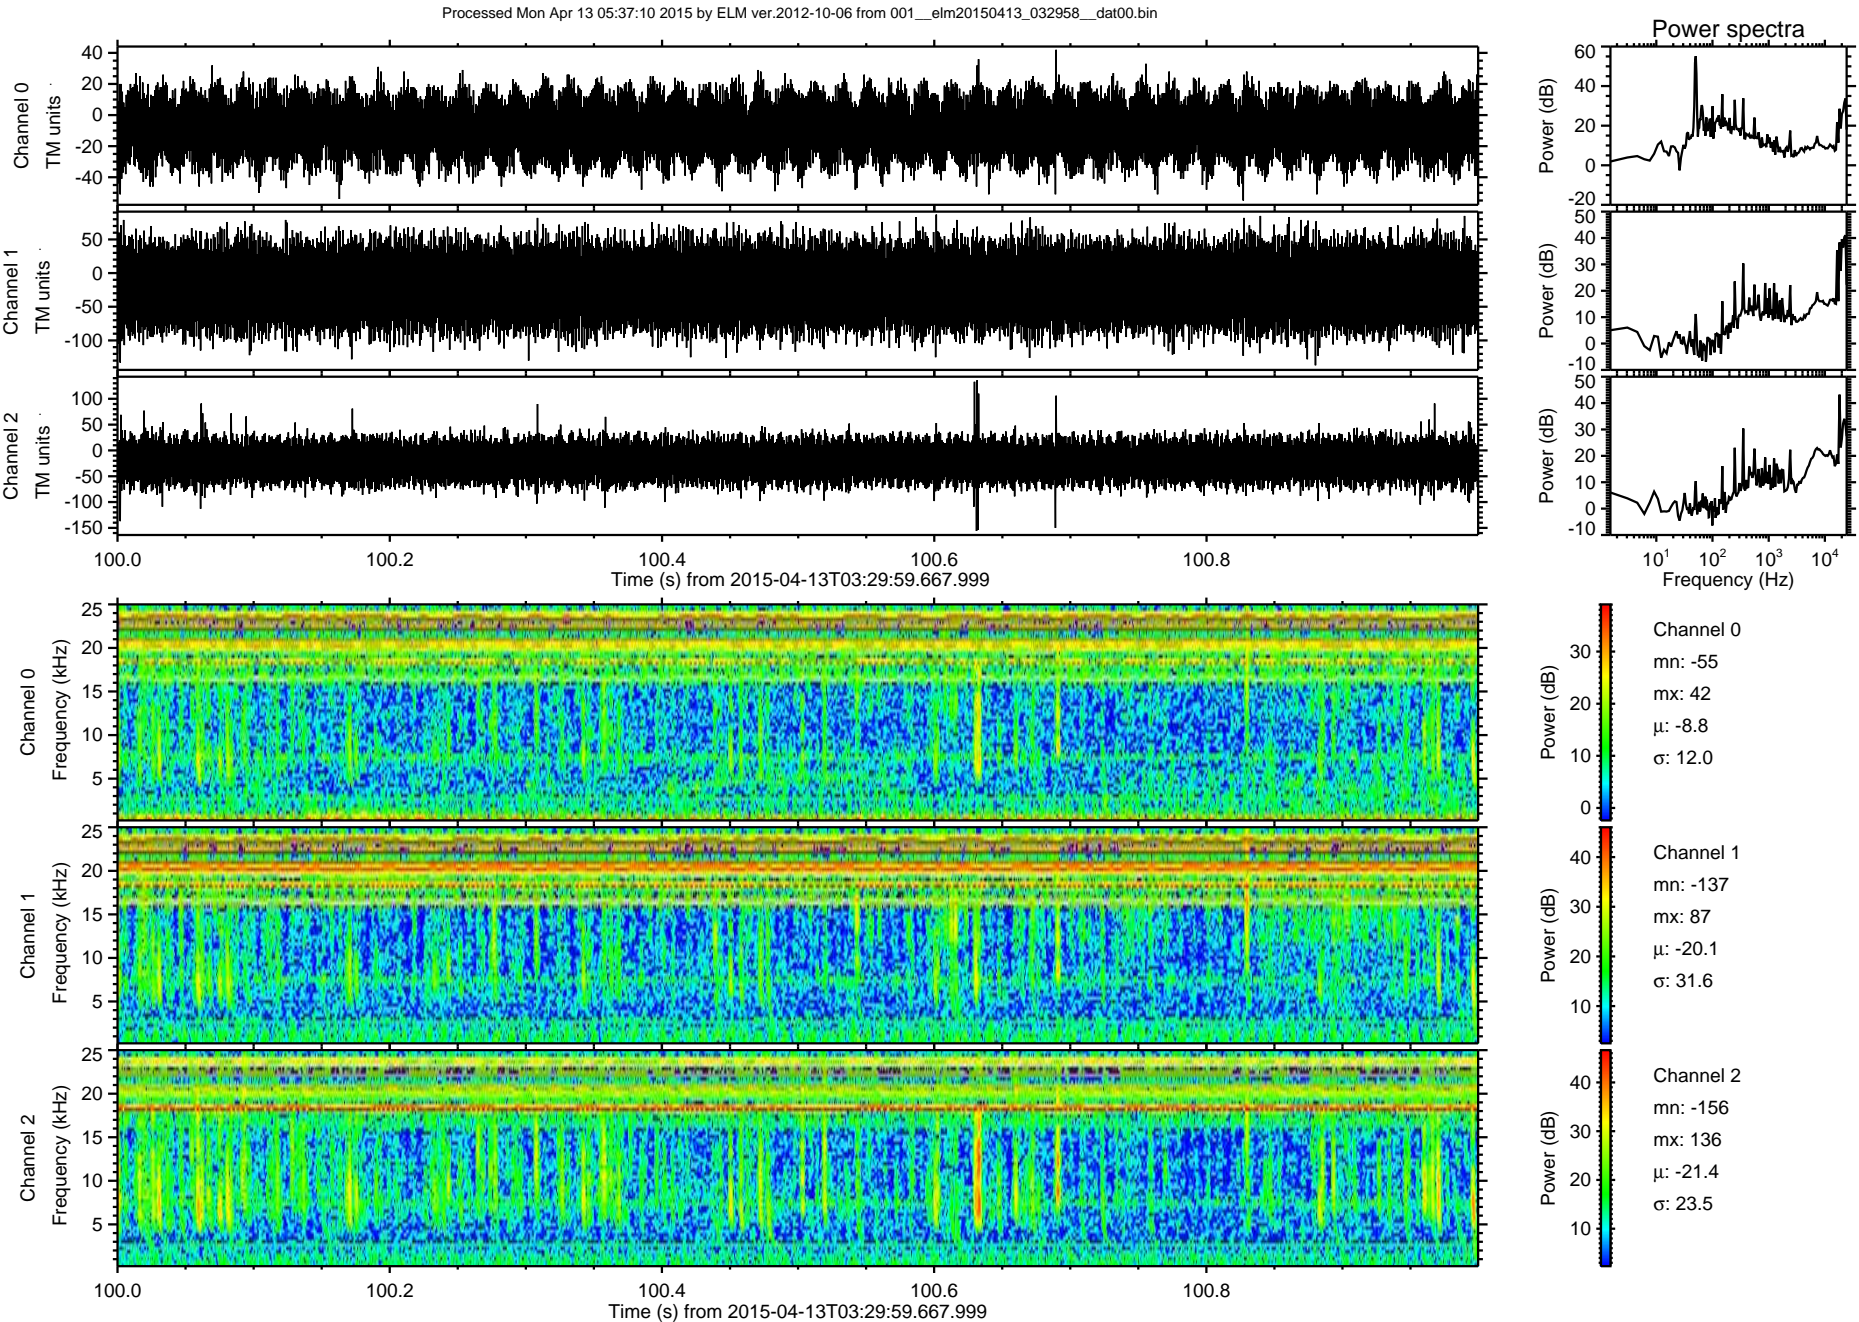 Processed Mon Apr 13 05:37:10 2015 by ELM ver.2012-10-06 from 001__elm20150413_032958__dat00.bin
Power spectra
Channel 0
TM units
40
20
0
-20
-40
Power (dB)
60
40
20
0
-20
Channel 1
TM units
50
0
-50
-100
Power (dB)
50
40
30
20
10
0
-10
Channel 2
TM units
100
50
0
-50
-100
-150
Power (dB)
50
40
30
20
10
0
-10
100.0 100.2 100.4 100.6 100.8
Time (s) from 2015-04-13T03:29:59.667.999
10¹ 10² 10³ 10⁴
Frequency (Hz)
Channel 0
Frequency (kHz)
25
20
15
10
5
Power (dB)
30
20
10
0
Channel 0
mn: -55
mx: 42
μ: -8.8
σ: 12.0
Channel 1
Frequency (kHz)
25
20
15
10
5
Power (dB)
40
30
20
10
Channel 1
mn: -137
mx: 87
μ: -20.1
σ: 31.6
Channel 2
Frequency (kHz)
25
20
15
10
5
Power (dB)
40
30
20
10
Channel 2
mn: -156
mx: 136
μ: -21.4
σ: 23.5
100.0 100.2 100.4 100.6 100.8
Time (s) from 2015-04-13T03:29:59.667.999